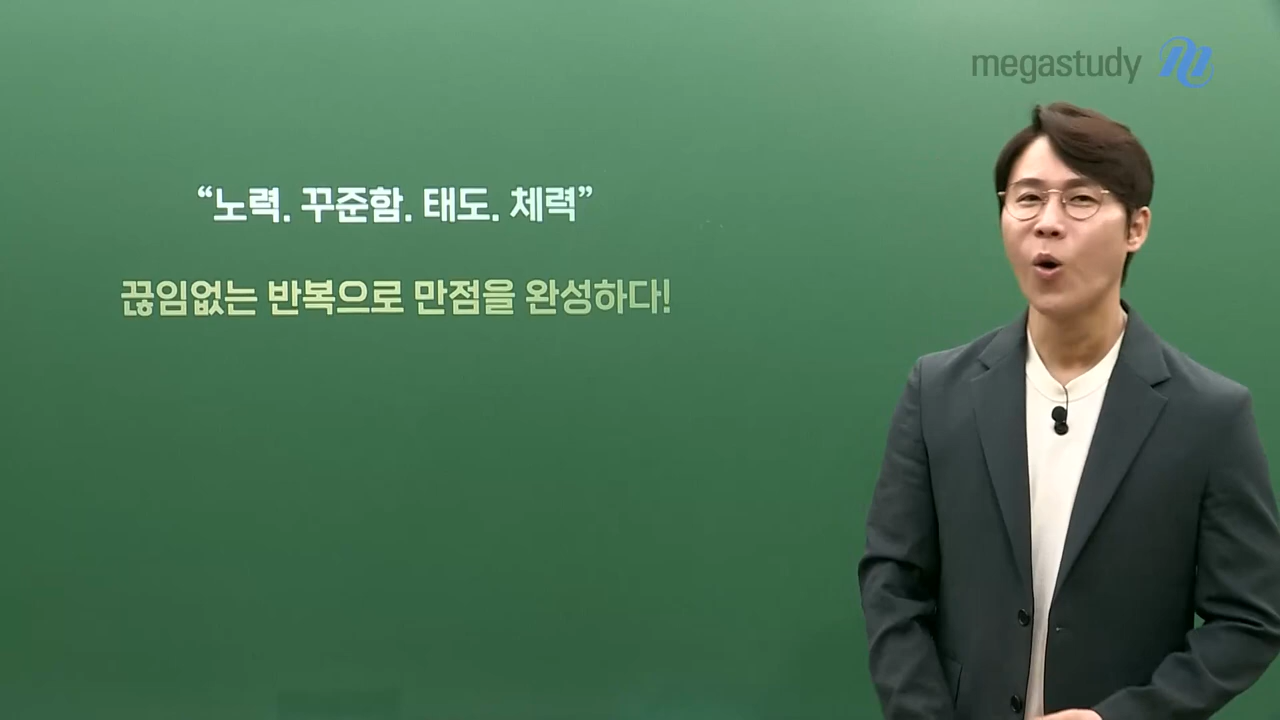 megastudy
“노력. 꾸준함. 태도. 체력”
끊임없는 반복으로 만점을 완성하다!